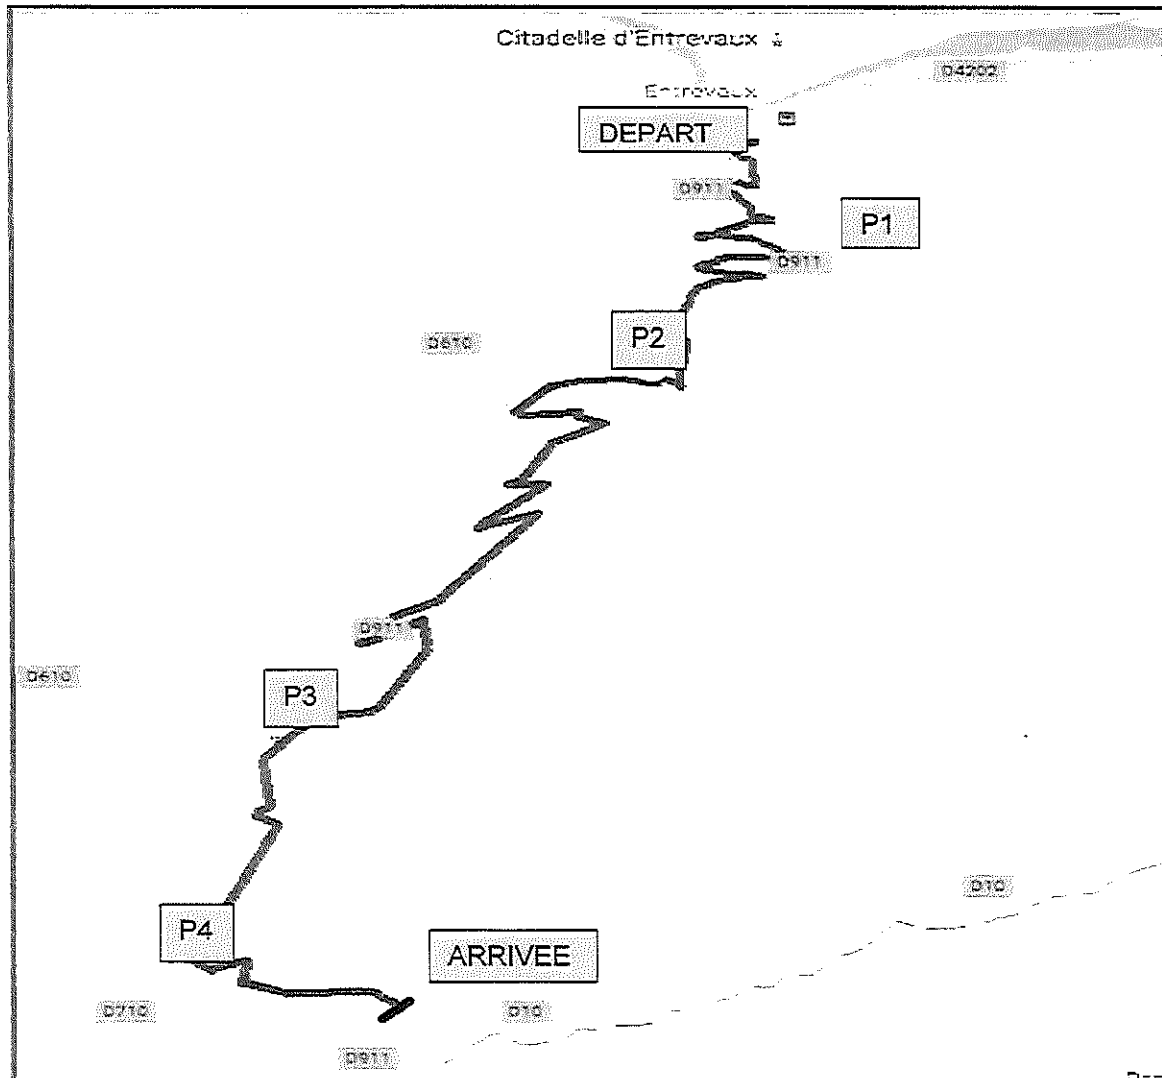 Citadelle d'Entrevaux
D4202
Entrevaux
DEPART
D911
P1
D911
P2
D610
D911
D610
P3
P4
D10
ARRIVEE
D710
D10
D911